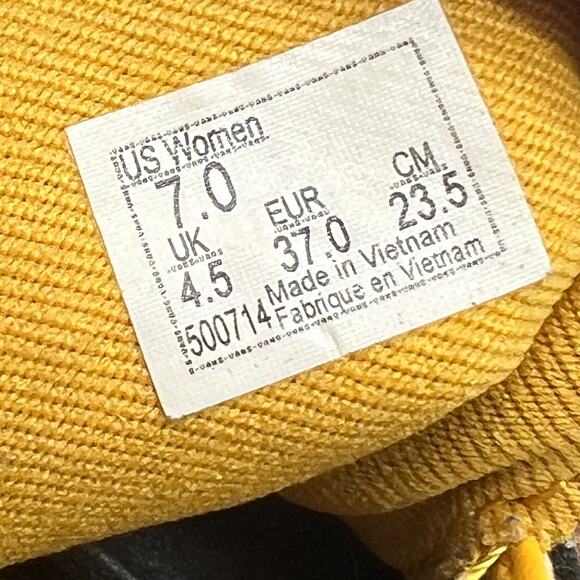 US Women
7.0
UK EUR CM.
4.5 37.0 23.5
500714 Made in Vietnam
Fabrique en Vietnam